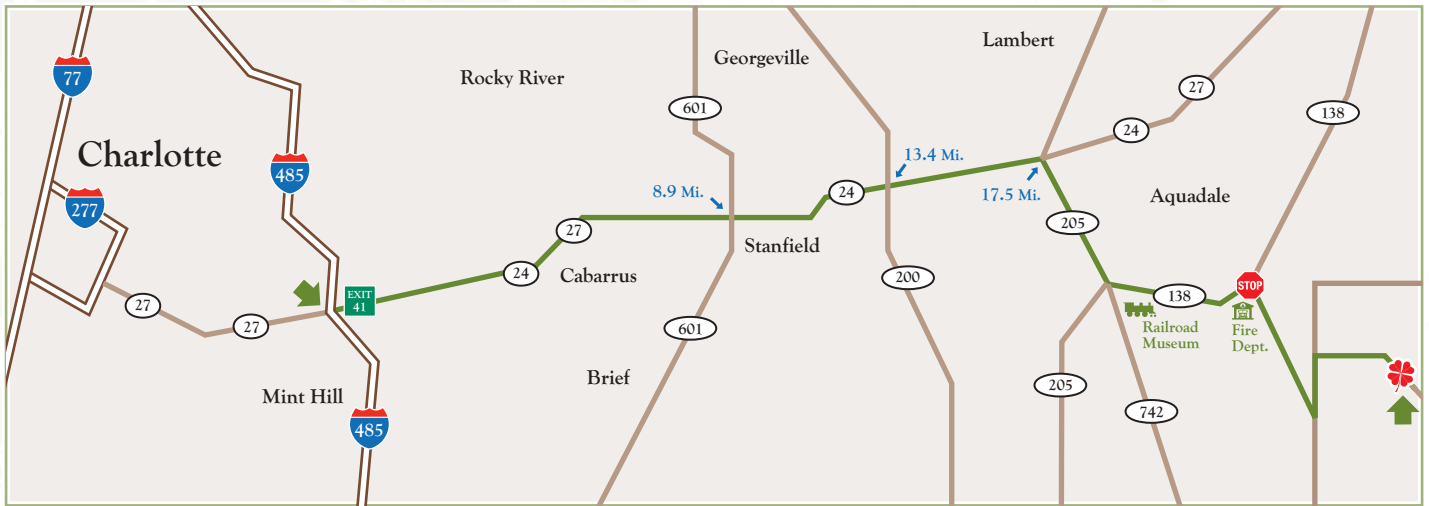 77
Charlotte
277
485
Rocky River
601
Georgeville
Lambert
27
24
138
8.9 Mi.
13.4 Mi.
17.5 Mi.
24
Aquadale
205
27
Stanfield
24
Cabarrus
200
EXIT
41
27
27
138
STOP
Railroad
Museum
Fire
Dept.
601
Brief
Mint Hill
485
205
742